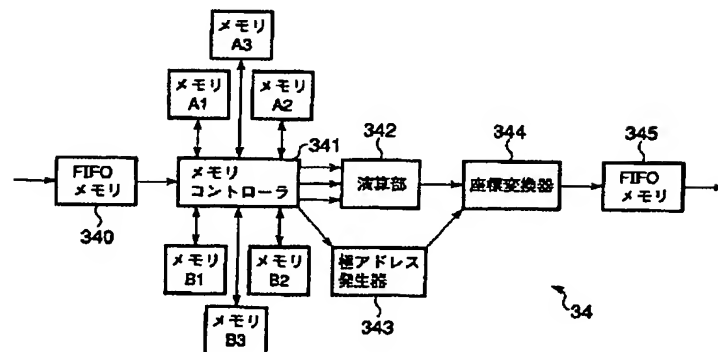 メモリ
A3
メモリ
A1
メモリ
A2
341
342
344
345
FIFO
メモリ
340
メモリ
コントローラ
演算部
座標変換器
FIFO
メモリ
メモリ
B1
メモリ
B2
極アドレス
発生器
343
34
メモリ
B3